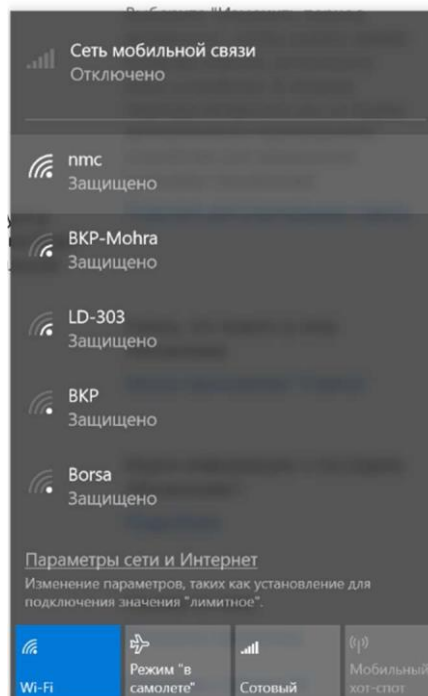 Сеть мобильной связи
Отключено
nmc
Защищено
BKP-Mohra
Защищено
LD-303
Защищено
BKP
Защищено
Borsa
Защищено
Параметры сети и Интернет
Изменение параметров, таких как установление для
подключения значения "лимитное".
Wi-Fi
Режим "в
самолете"
Сотовый
Мобильный
хот-спот